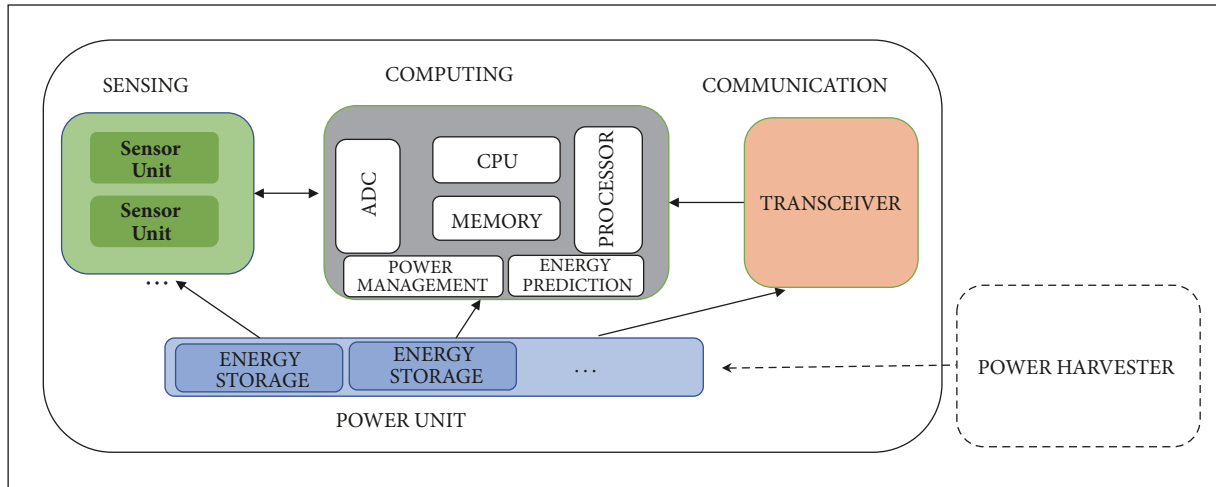 SENSING
COMPUTING
COMMUNICATION
Sensor
Unit
Sensor
Unit
...
ADC
CPU
MEMORY
PROCESSOR
POWER
MANAGEMENT
ENERGY
PREDICTION
TRANSCEIVER
ENERGY
STORAGE
ENERGY
STORAGE
...
POWER UNIT
POWER HARVESTER